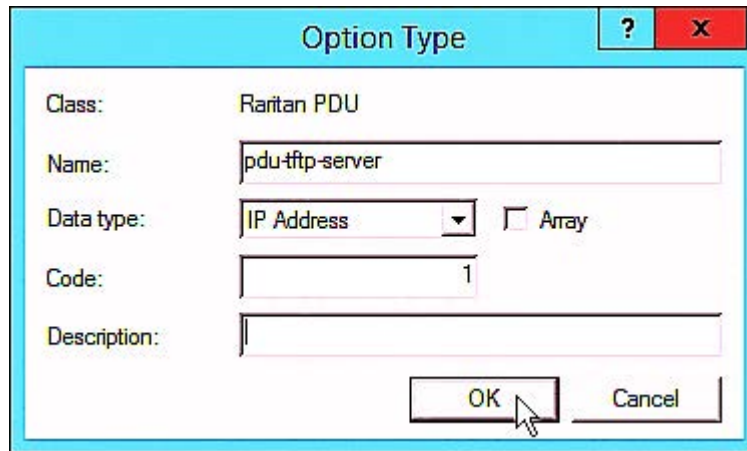 Option Type ? x
Class: Raritan PDU
Name: pdu-tftp-server
Data type: IP Address Array
Code: 1
Description:
OK Cancel